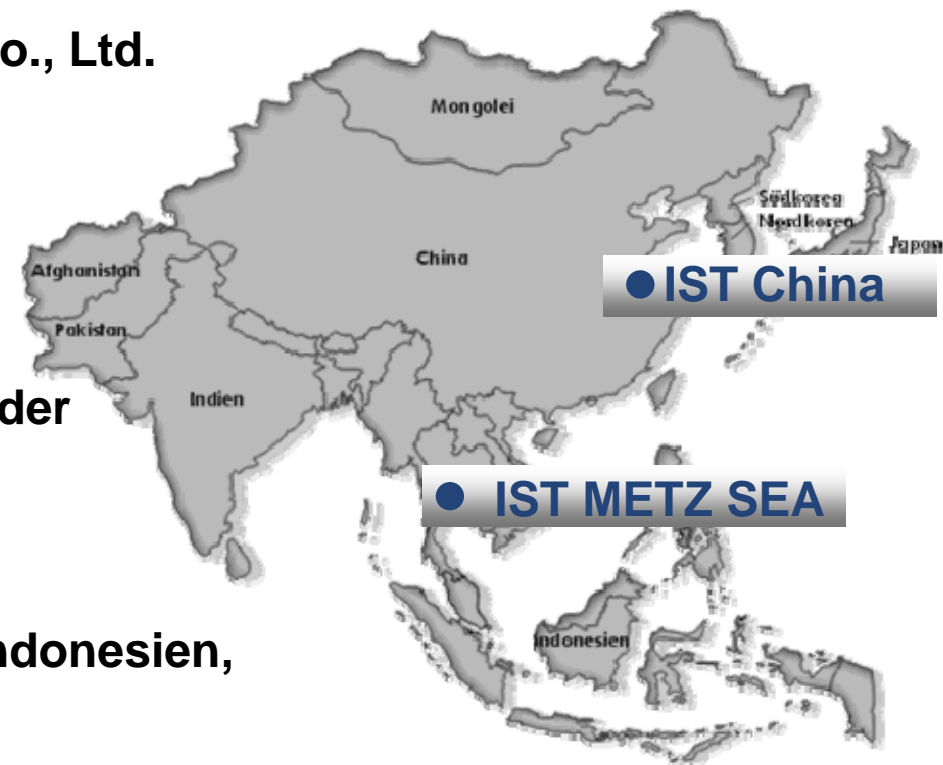 o., Ltd.
Mongolei
Südkorea
Nordkorea
Japan
China
Afghanistan
● IST China
Pakistan
Indien
der
● IST METZ SEA
Indonesien
ndonesien,